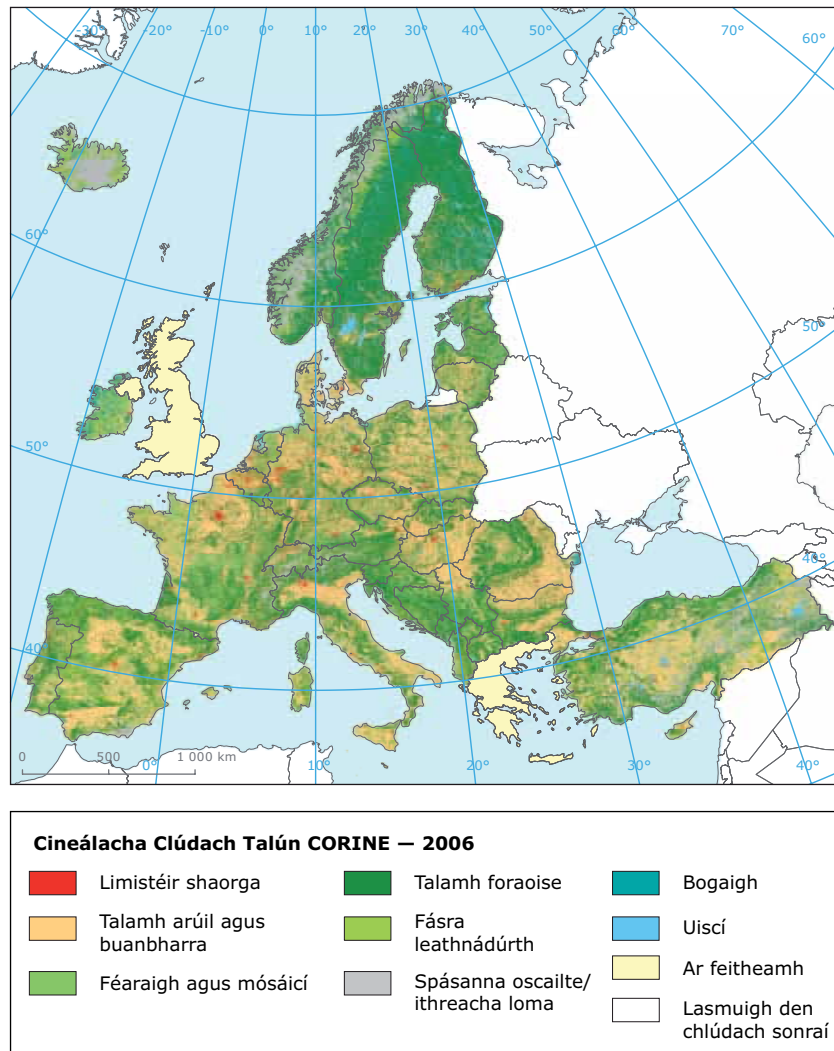 -30° -20° -10° 0° 10° 20° 30° 40° 50° 60° 70° 60°
60°
50°
50°
40°
40°
0 500 1 000 km
0° 10° 20° 30° 40°
Cineálacha Clúdach Talún CORINE — 2006
Limistéir shaorga
Talamh arúil agus
buanbharra
Féaraigh agus mósáicí
Talamh foraoise
Fásra
leathnádúrth
Spásanna oscailte/
ithreacha loma
Bogaigh
Uiscí
Ar feitheamh
Lasmuigh den
chlúdach sonraí